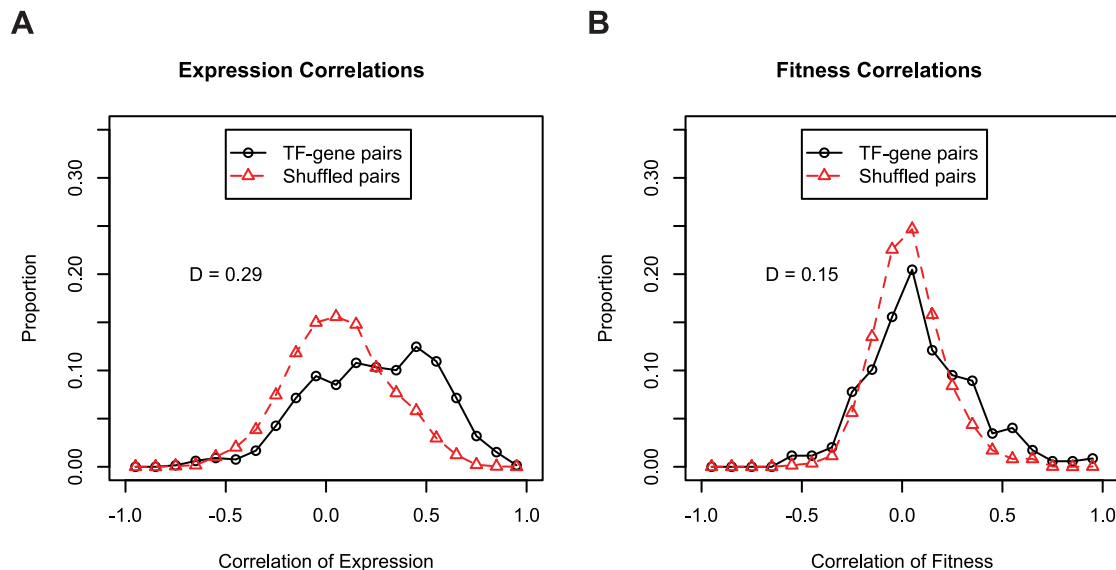 A
Expression Correlations
TF-gene pairs
Shuffled pairs
D = 0.29
Proportion
0.00
0.10
0.20
0.30
-1.0
-0.5
0.0
0.5
1.0
Correlation of Expression
B
Fitness Correlations
TF-gene pairs
Shuffled pairs
D = 0.15
Proportion
0.00
0.10
0.20
0.30
-1.0
-0.5
0.0
0.5
1.0
Correlation of Fitness